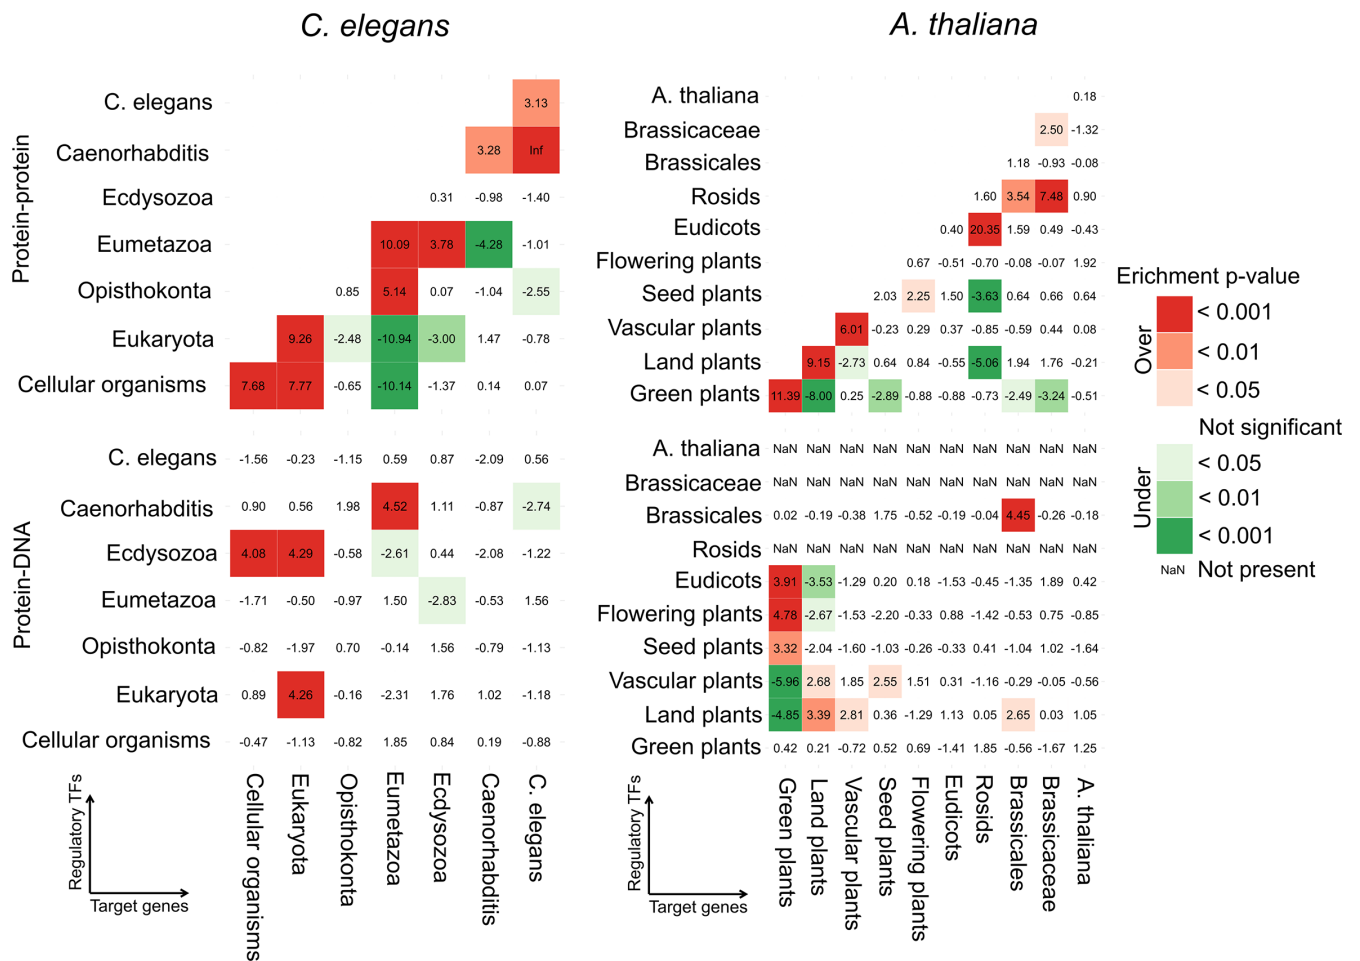 C. elegans
A. thaliana
Protein-protein
C. elegans 3.13
Caenorhabditis 3.28 Inf
Ecdysozoa 0.31 -0.98 -1.40
Eumetazoa 10.09 3.78 -4.28 -1.01
Opisthokonta 0.85 5.14 0.07 -1.04 -2.55
Eukaryota 9.26 -2.48 -10.94 -3.00 1.47 -0.78
Cellular organisms 7.68 7.77 -0.65 -10.14 -1.37 0.14 0.07
Protein-DNA
C. elegans -1.56 -0.23 -1.15 0.59 0.87 -2.09 0.56
Caenorhabditis 0.90 0.56 1.98 4.52 1.11 -0.87 -2.74
Ecdysozoa 4.08 4.29 -0.58 -2.61 0.44 -2.08 -1.22
Eumetazoa -1.71 -0.50 -0.97 1.50 -2.83 -0.53 1.56
Opisthokonta -0.82 -1.97 0.70 -0.14 1.56 -0.79 -1.13
Eukaryota 0.89 4.26 -0.16 -2.31 1.76 1.02 -1.18
Cellular organisms -0.47 -1.13 -0.82 1.85 0.84 0.19 -0.88
Cellular organisms
Eukaryota
Opisthokonta
Eumetazoa
Ecdysozoa
Caenorhabditis
C. elegans
Regulatory TFs
Target genes
A. thaliana 0.18
Brassicaceae 2.50 -1.32
Brassicales 1.18 -0.93 -0.08
Rosids 1.60 3.54 7.48 0.90
Eudicots 0.40 20.35 1.59 0.49 -0.43
Flowering plants 0.67 -0.51 -0.70 -0.08 -0.07 1.92
Seed plants 2.03 2.25 1.50 -3.63 0.64 0.66 0.64
Vascular plants 6.01 -0.23 0.29 0.37 -0.85 -0.59 0.44 0.08
Land plants 9.15 -2.73 0.64 0.84 -0.55 -5.06 1.94 1.76 -0.21
Green plants 11.39 -8.00 0.25 -2.89 -0.88 -0.88 -0.73 -2.49 -3.24 -0.51
A. thaliana NaN NaN NaN NaN NaN NaN NaN NaN NaN NaN
Brassicaceae NaN NaN NaN NaN NaN NaN NaN NaN NaN NaN
Brassicales 0.02 -0.19 -0.38 1.75 -0.52 -0.19 -0.04 4.45 -0.26 -0.18
Rosids NaN NaN NaN NaN NaN NaN NaN NaN NaN NaN
Eudicots 3.91 -3.53 -1.29 0.20 0.18 -1.53 -0.45 -1.35 1.89 0.42
Flowering plants 4.78 -2.67 -1.53 -2.20 -0.33 0.88 -1.42 -0.53 0.75 -0.85
Seed plants 3.32 -2.04 -1.60 -1.03 -0.26 -0.33 0.41 -1.04 1.02 -1.64
Vascular plants -5.96 2.68 1.85 2.55 1.51 0.31 -1.16 -0.29 -0.05 -0.56
Land plants -4.85 3.39 2.81 0.36 -1.29 1.13 0.05 2.65 0.03 1.05
Green plants 0.42 0.21 -0.72 0.52 0.69 -1.41 1.85 -0.56 -1.67 1.25
Green plants
Land plants
Vascular plants
Seed plants
Flowering plants
Eudicots
Rosids
Brassicales
Brassicaceae
A. thaliana
Regulatory TFs
Target genes
Erichment p-value
Over
< 0.001
< 0.01
< 0.05
Not significant
Under
< 0.05
< 0.01
< 0.001
NaN Not present